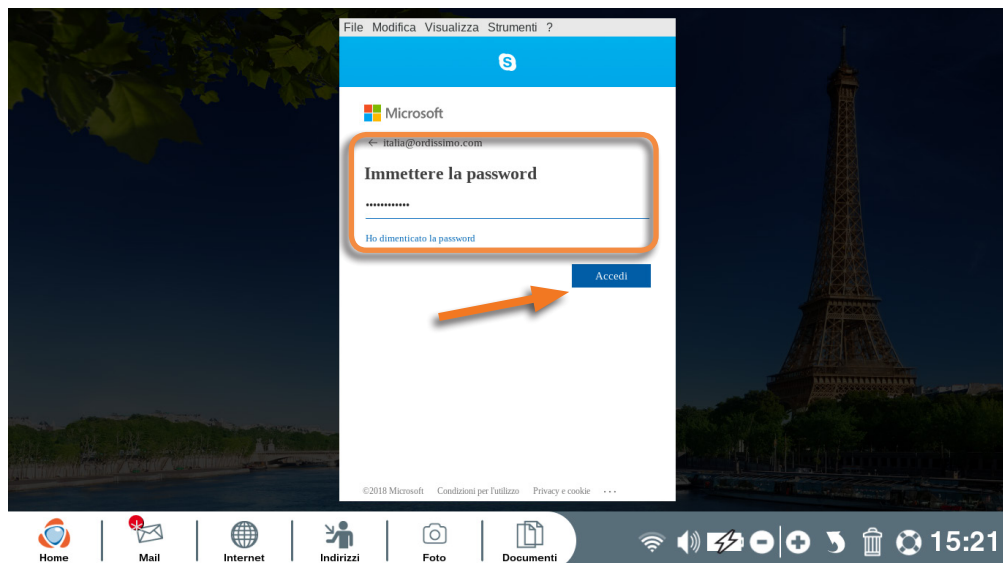 File Modifica Visualizza Strumenti ?
Microsoft
← italia@ordissimo.com
Immettere la password
••••••••••••
Ho dimenticato la password
Accedi
©2018 Microsoft Condizioni per l'utilizzo Privacy e cookie ···
Home Mail Internet Indirizzi Foto Documenti 15:21